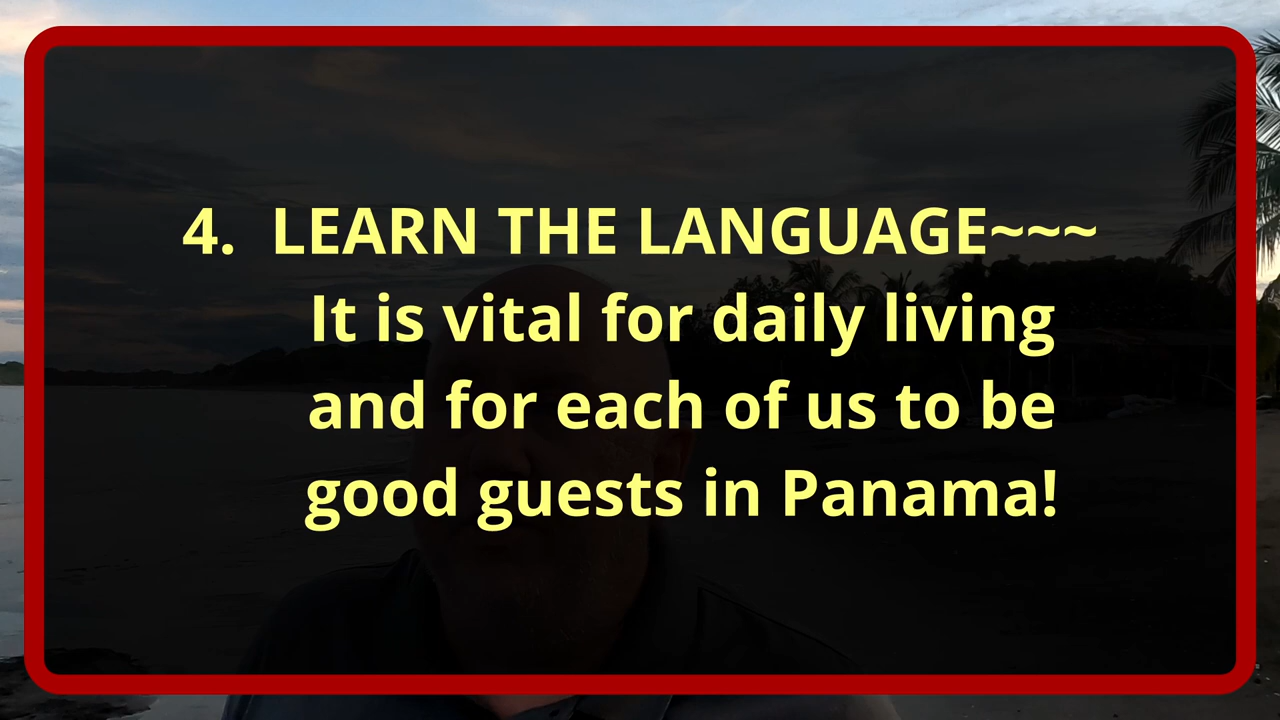 4. LEARN THE LANGUAGE~~~
It is vital for daily living
and for each of us to be
good guests in Panama!